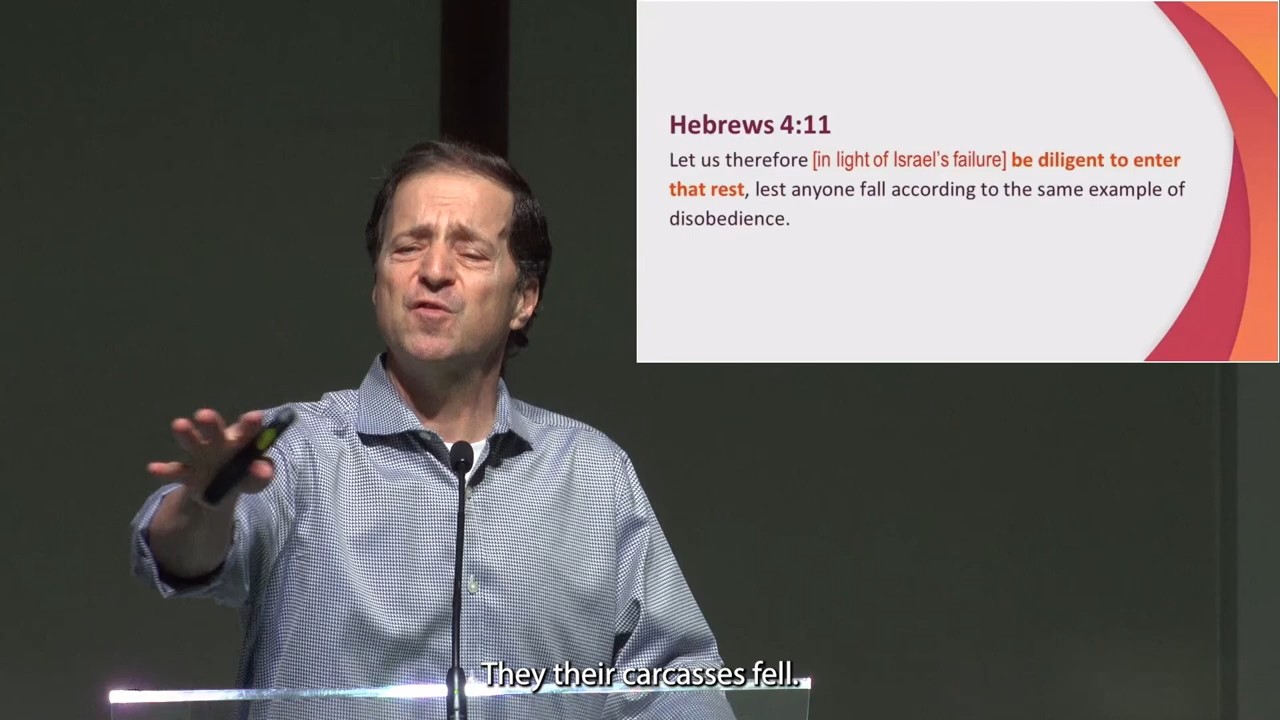 Hebrews 4:11
Let us therefore [in light of Israel's failure] be diligent to enter
that rest, lest anyone fall according to the same example of
disobedience.
They their carcasses fell.